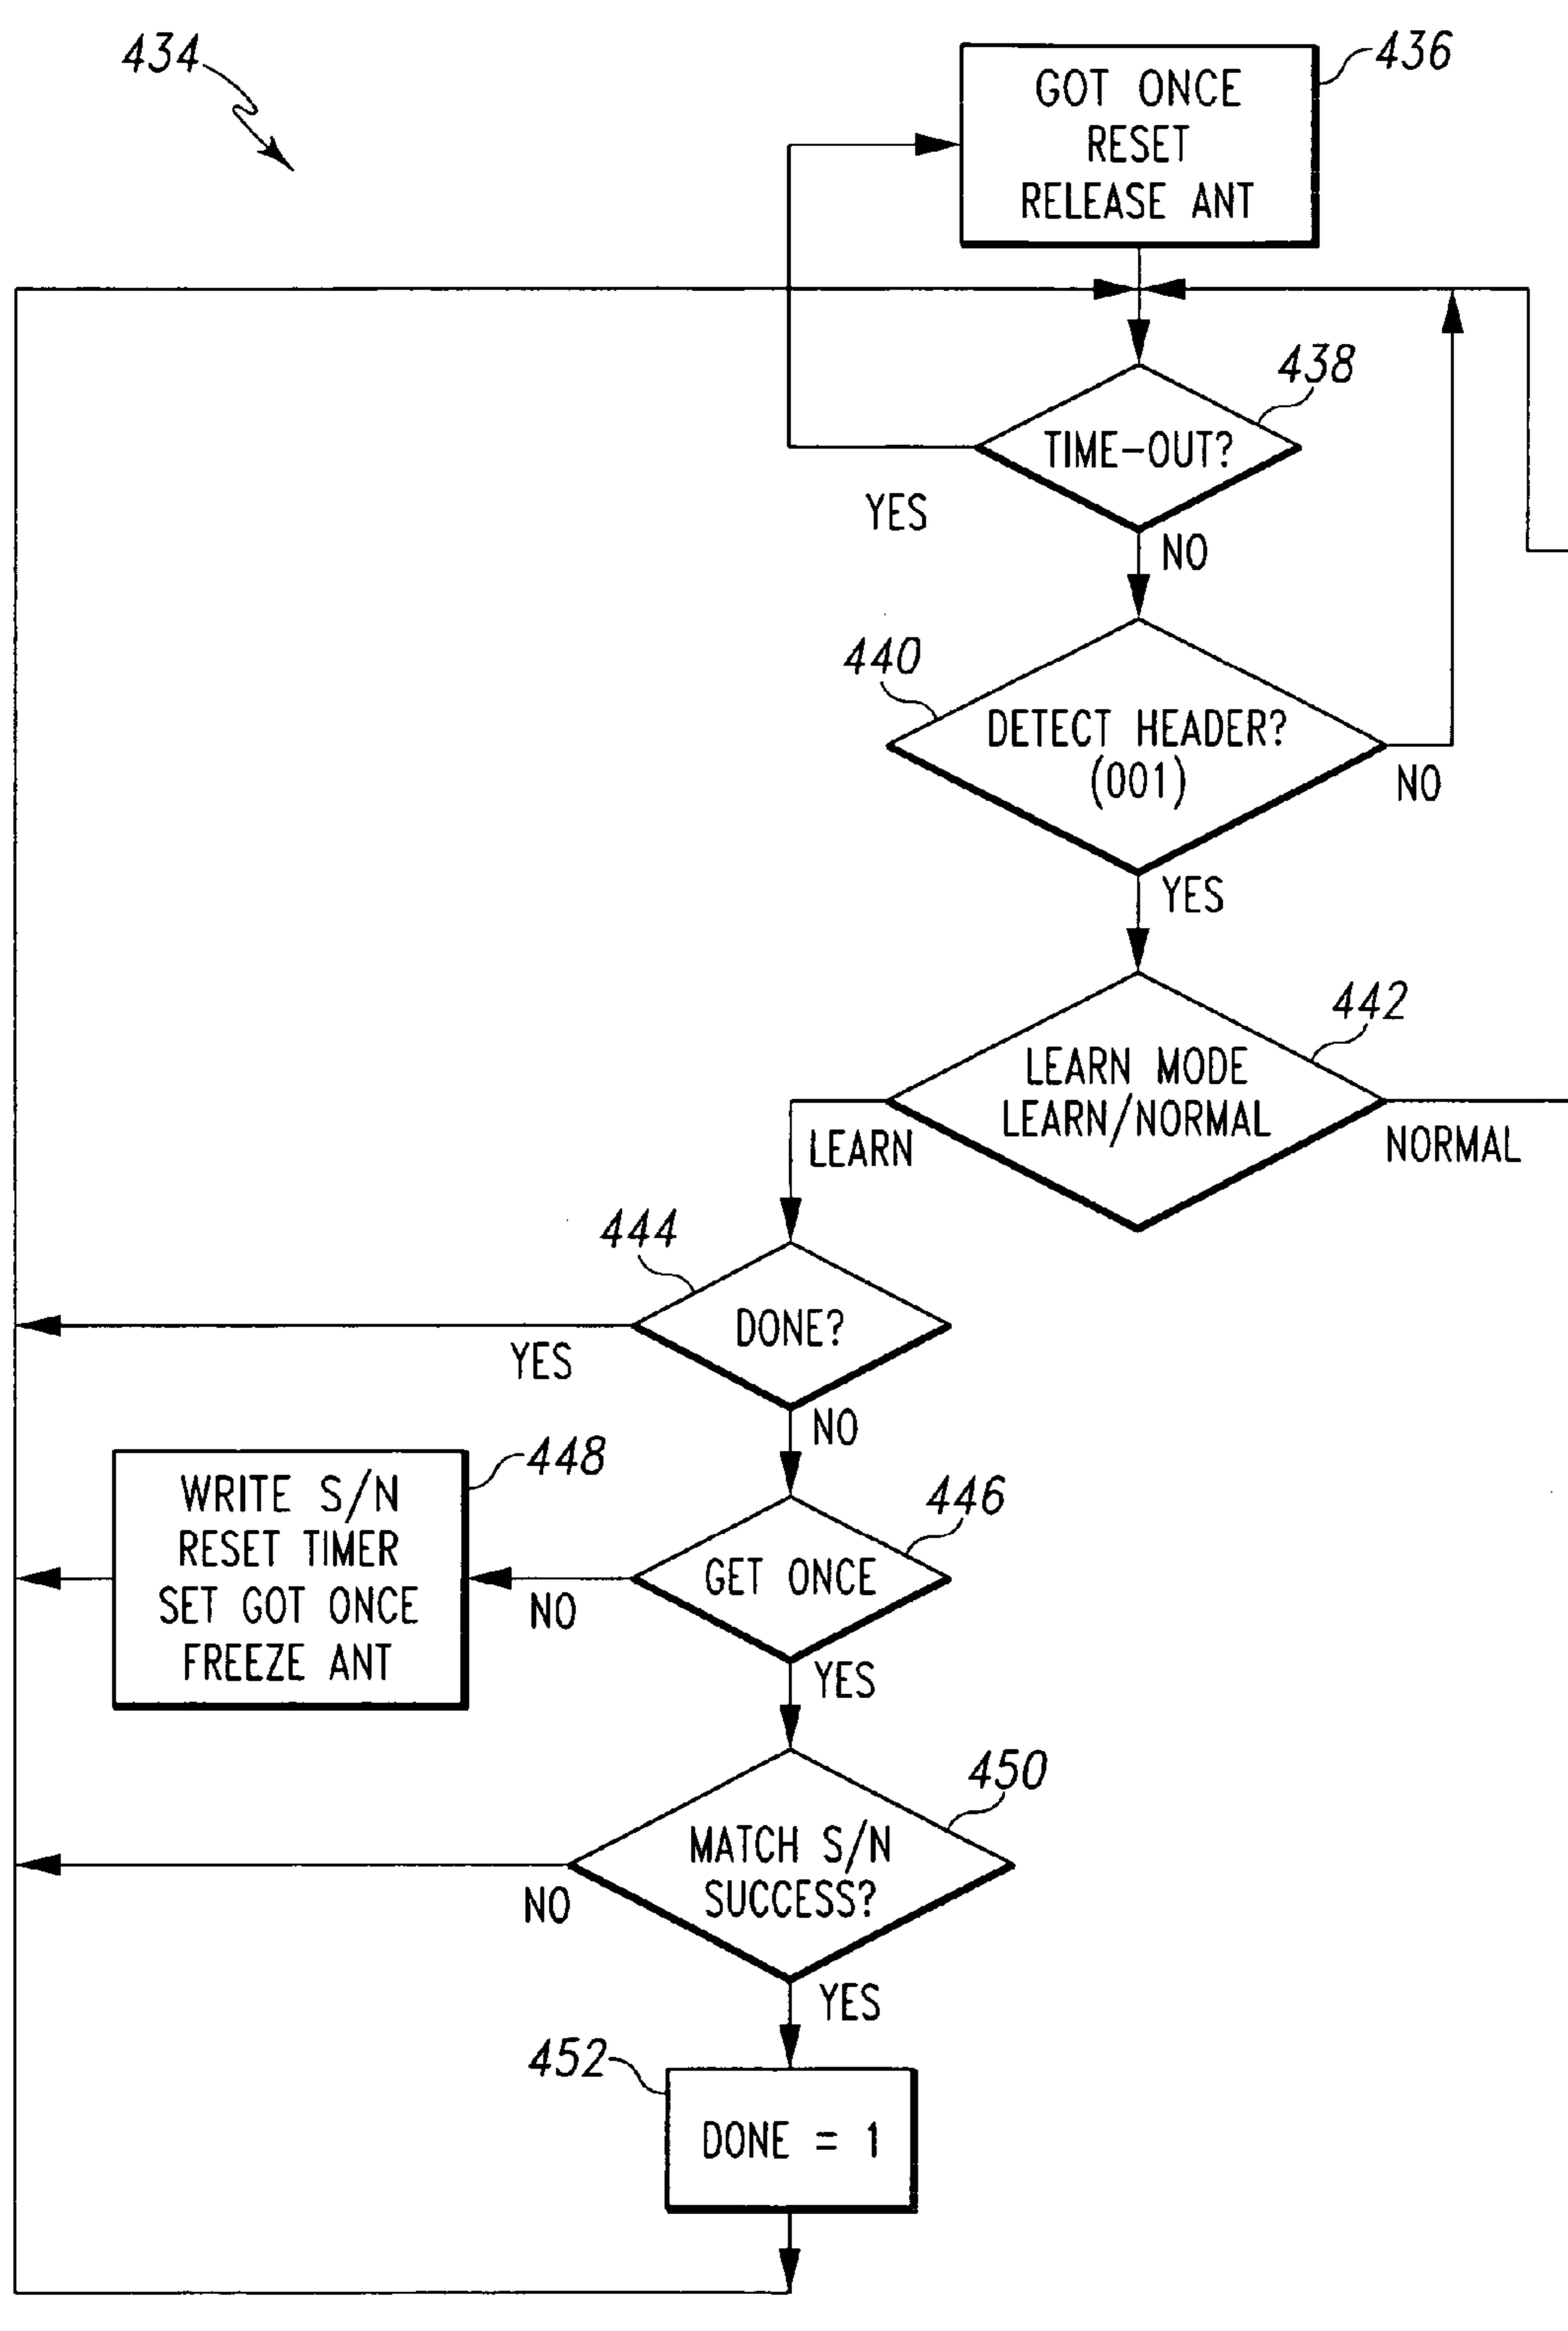 434
436
GOT ONCE
RESET
RELEASE ANT
438
TIME-OUT?
YES
NO
440
DETECT HEADER?
(001)
NO
YES
442
LEARN MODE
LEARN/NORMAL
LEARN
NORMAL
444
DONE?
YES
NO
448
WRITE S/N
RESET TIMER
SET GOT ONCE
FREEZE ANT
446
GET ONCE
NO
YES
450
MATCH S/N
SUCCESS?
NO
YES
452
DONE = 1